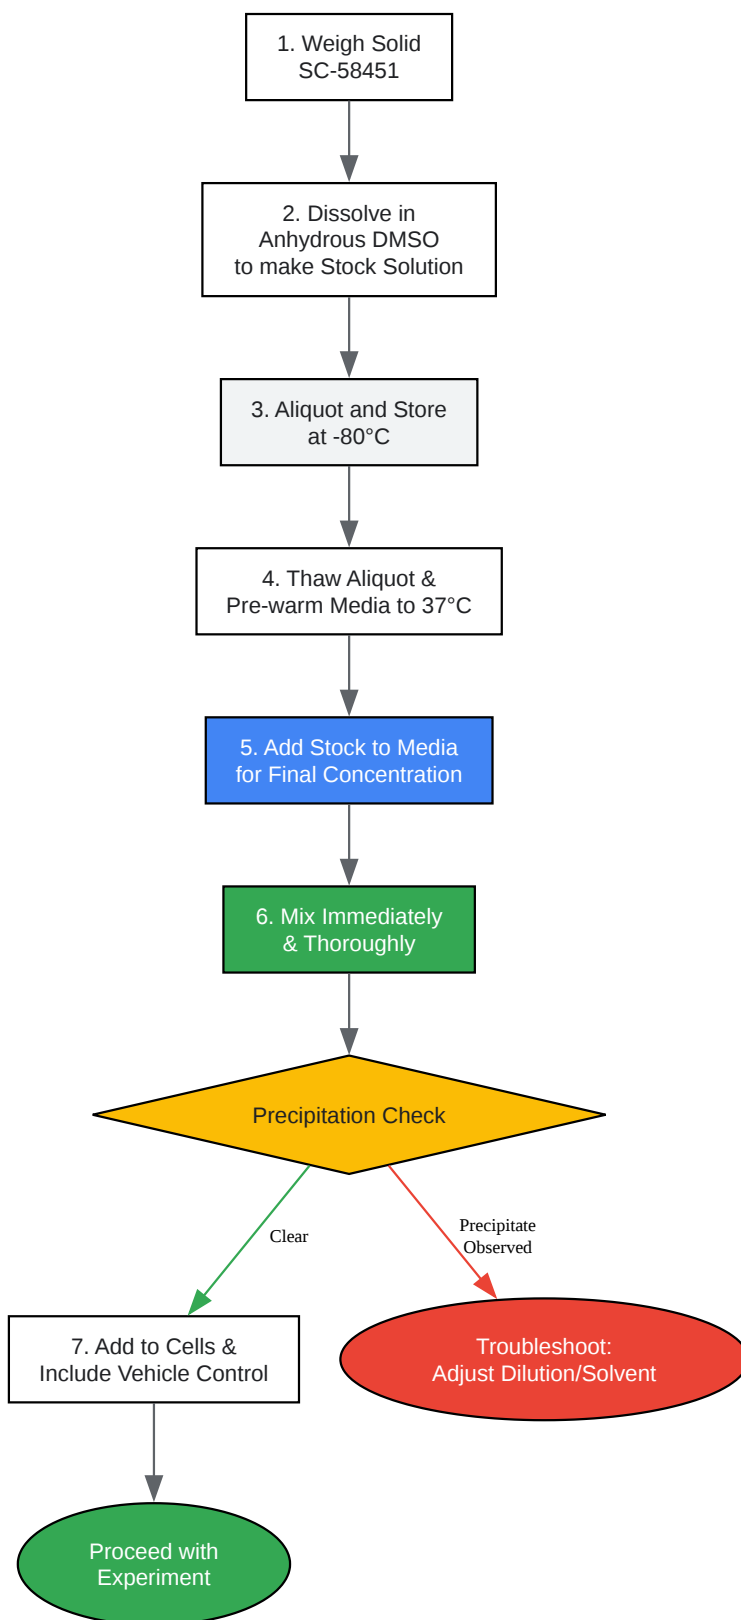 1. Weigh Solid
SC-58451
2. Dissolve in
Anhydrous DMSO
to make Stock Solution
3. Aliquot and Store
at -80°C
4. Thaw Aliquot &
Pre-warm Media to 37°C
5. Add Stock to Media
for Final Concentration
6. Mix Immediately
& Thoroughly
Precipitation Check
Clear
Precipitate
Observed
7. Add to Cells &
Include Vehicle Control
Troubleshoot:
Adjust Dilution/Solvent
Proceed with
Experiment